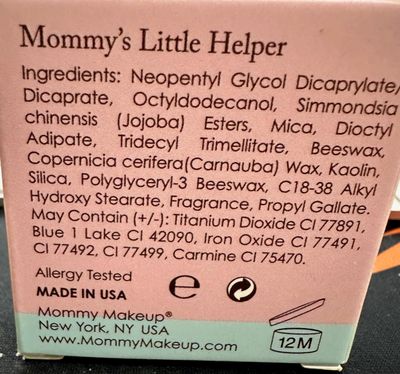 Mommy's Little Helper
Ingredients: Neopentyl Glycol Dicaprylate/
Dicaprate, Octyldodecanol, Simmondsia
chinensis (Jojoba) Esters, Mica, Dioctyl
Adipate, Tridecyl Trimellitate, Beeswax,
Copernicia cerifera(Carnauba) Wax, Kaolin,
Silica, Polyglyceryl-3 Beeswax, C18-38 Alkyl
Hydroxy Stearate, Fragrance, Propyl Gallate.
May Contain (+/-): Titanium Dioxide CI 77891,
Blue 1 Lake CI 42090, Iron Oxide CI 77491,
CI 77492, CI 77499, Carmine CI 75470.
Allergy Tested
MADE IN USA
e
Mommy Makeup®
New York, NY USA
www.MommyMakeup.com
12M